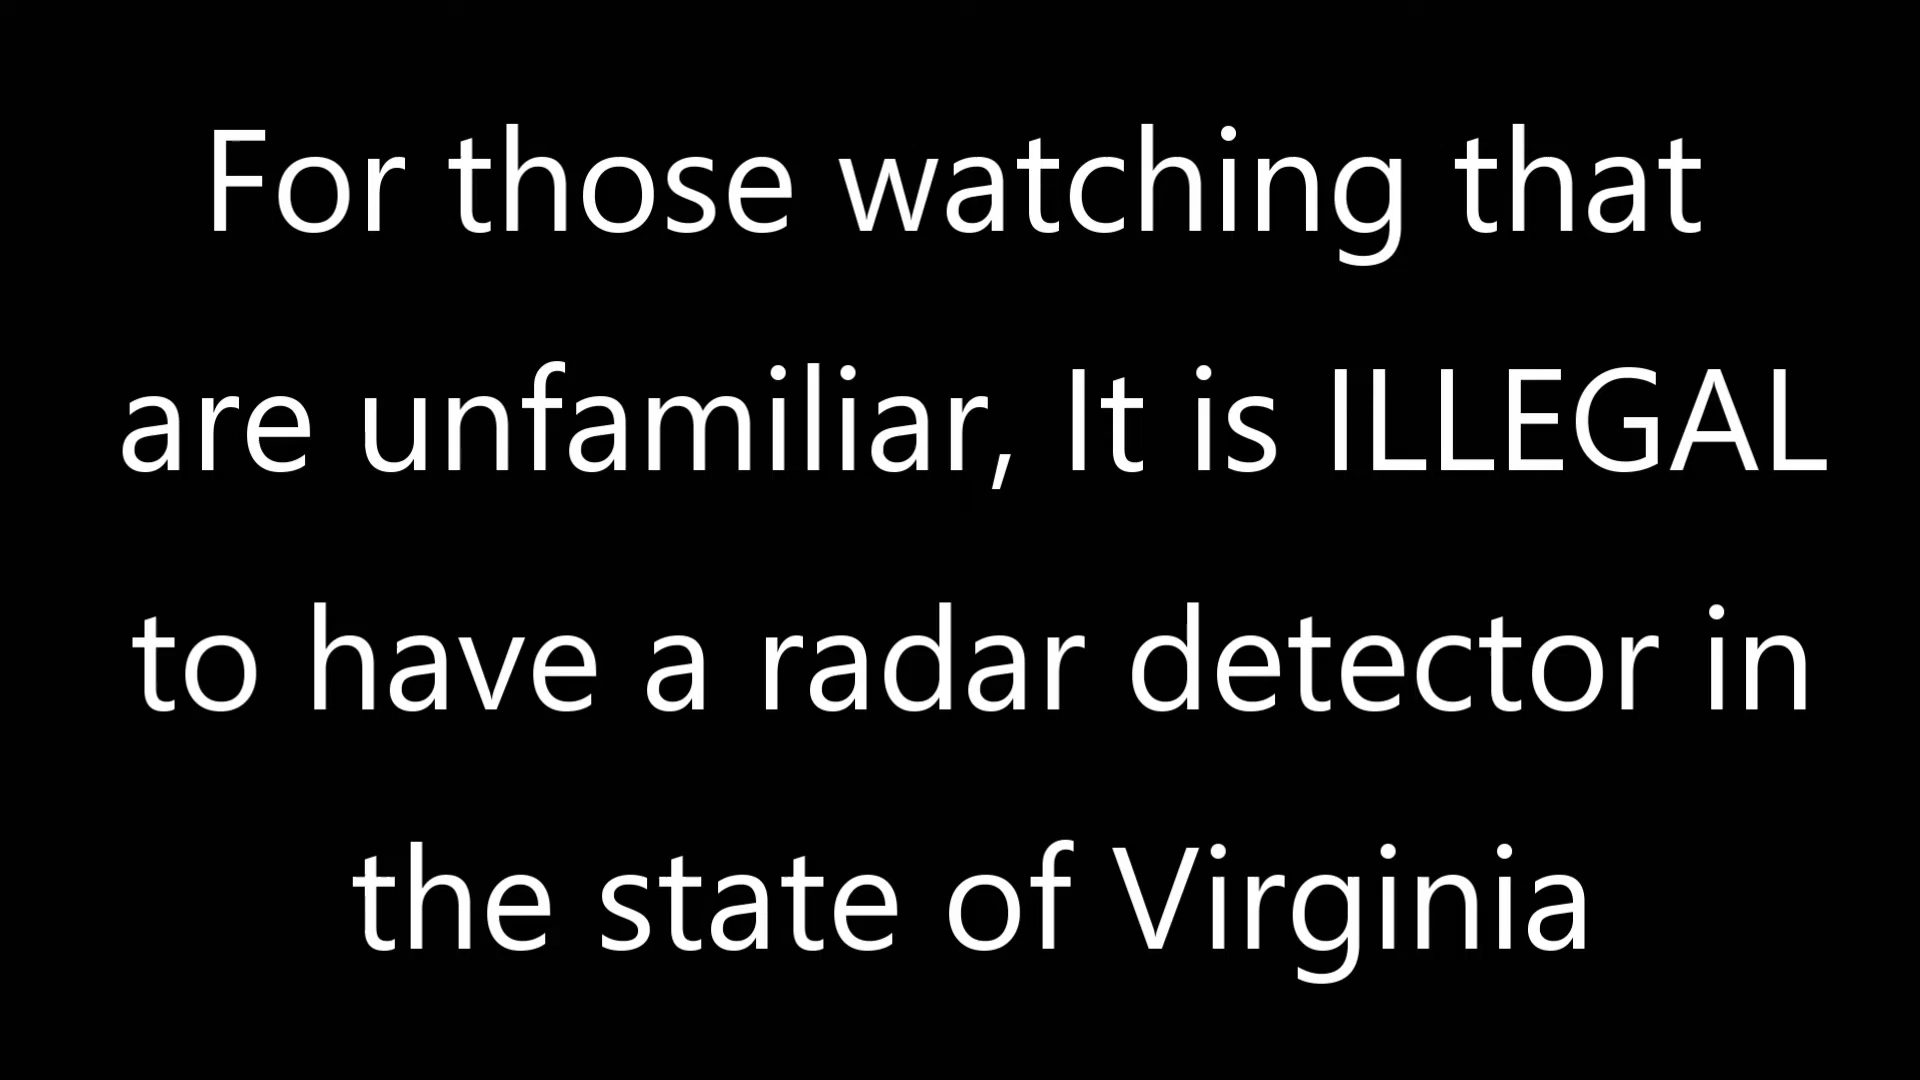 For those watching that
are unfamiliar, It is ILLEGAL
to have a radar detector in
the state of Virginia